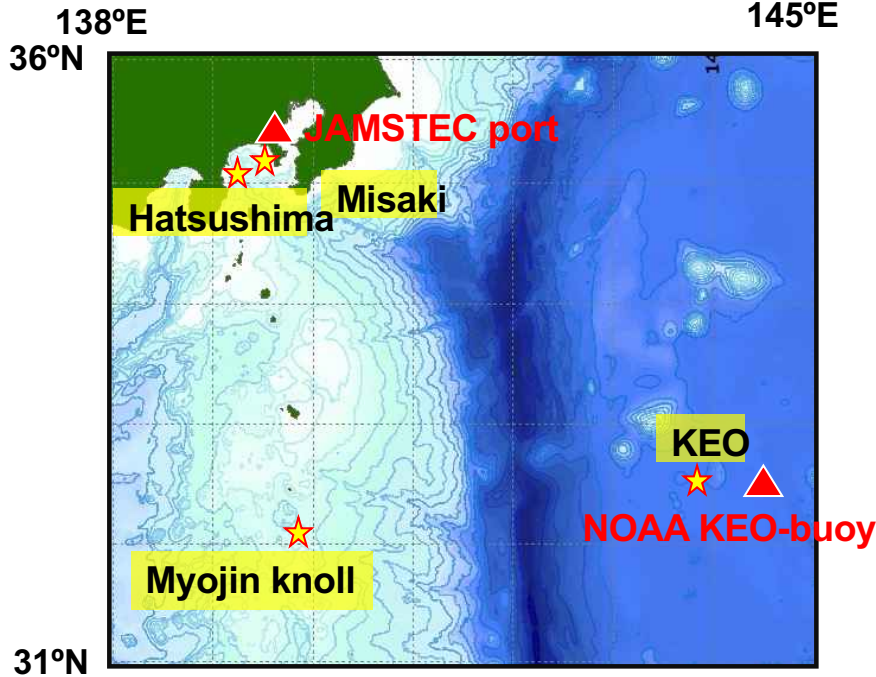 138ºE
145ºE
36ºN
JAMSTEC port
Misaki
Hatsushima
KEO
NOAA KEO-buoy
Myojin knoll
31ºN